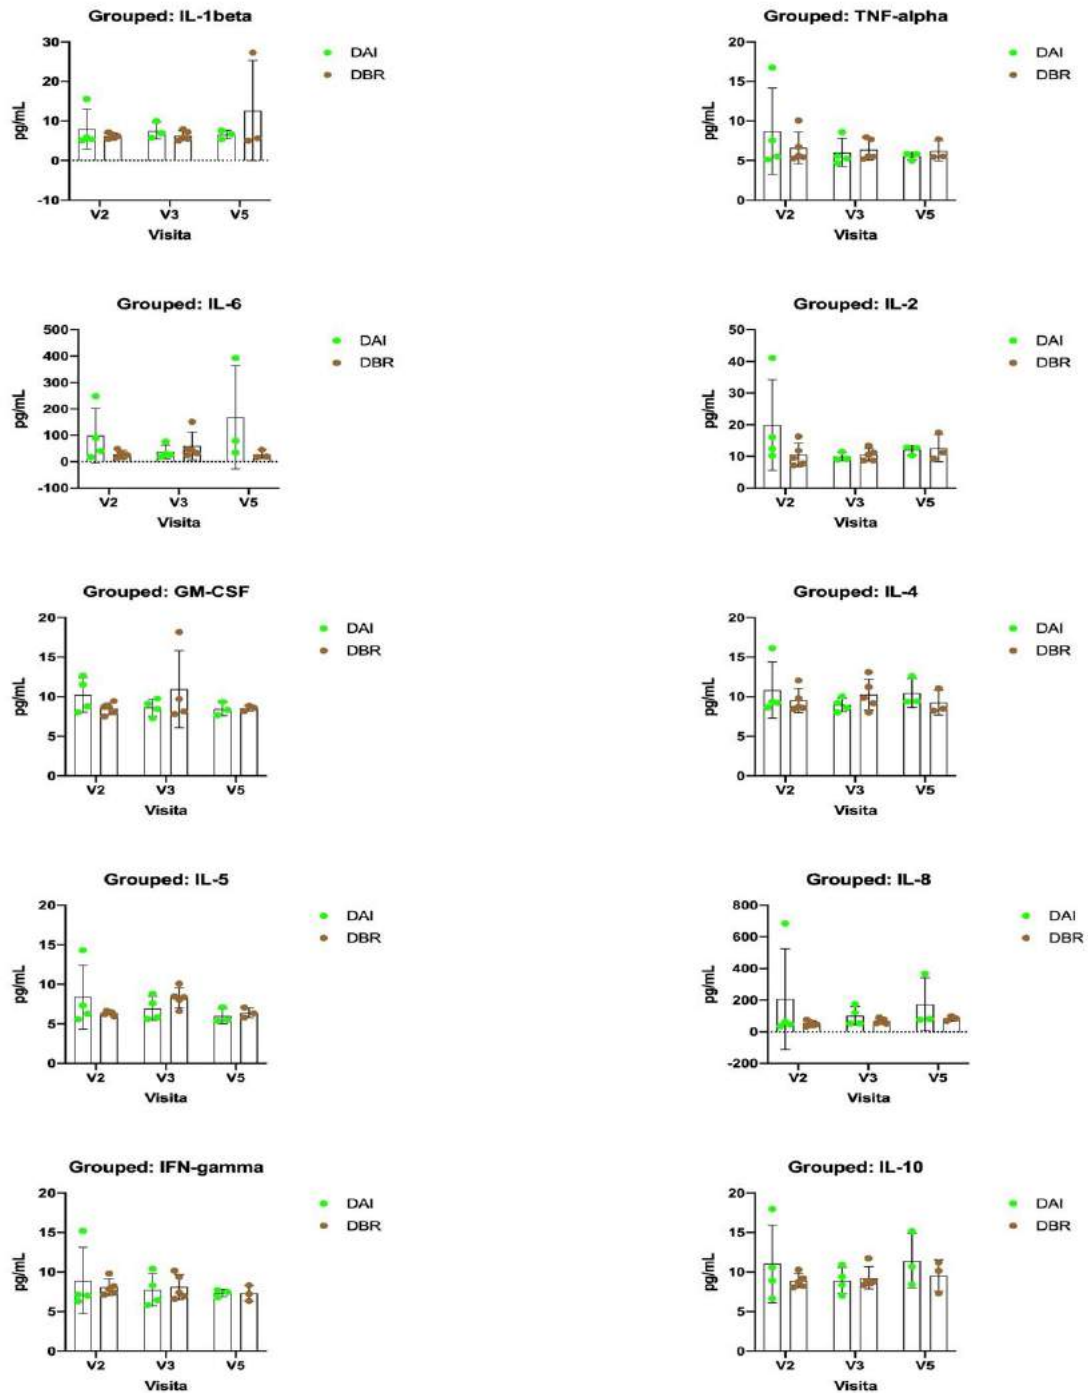 Grouped: IL-1beta
30
20
10
0
-10
pg/mL
V2 V3 V5
Visita
DAI
DBR
Grouped: TNF-alpha
20
15
10
5
0
pg/mL
V2 V3 V5
Visita
DAI
DBR
Grouped: IL-6
500
400
300
200
100
0
-100
pg/mL
V2 V3 V5
Visita
DAI
DBR
Grouped: IL-2
50
40
30
20
10
0
pg/mL
V2 V3 V5
Visita
DAI
DBR
Grouped: GM-CSF
20
15
10
5
0
pg/mL
V2 V3 V5
Visita
DAI
DBR
Grouped: IL-4
20
15
10
5
0
pg/mL
V2 V3 V5
Visita
DAI
DBR
Grouped: IL-5
20
15
10
5
0
pg/mL
V2 V3 V5
Visita
DAI
DBR
Grouped: IL-8
800
600
400
200
0
-200
pg/mL
V2 V3 V5
Visita
DAI
DBR
Grouped: IFN-gamma
20
15
10
5
0
pg/mL
V2 V3 V5
Visita
DAI
DBR
Grouped: IL-10
20
15
10
5
0
pg/mL
V2 V3 V5
Visita
DAI
DBR